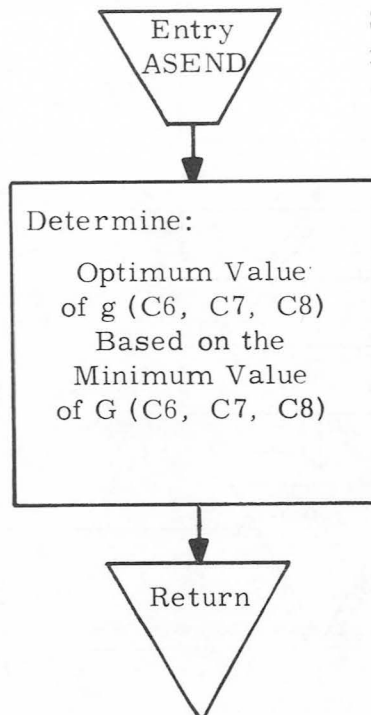 Entry
ASEND
Determine:
Optimum Value
of g (C6, C7, C8)
Based on the
Minimum Value
of G (C6, C7, C8)
Return